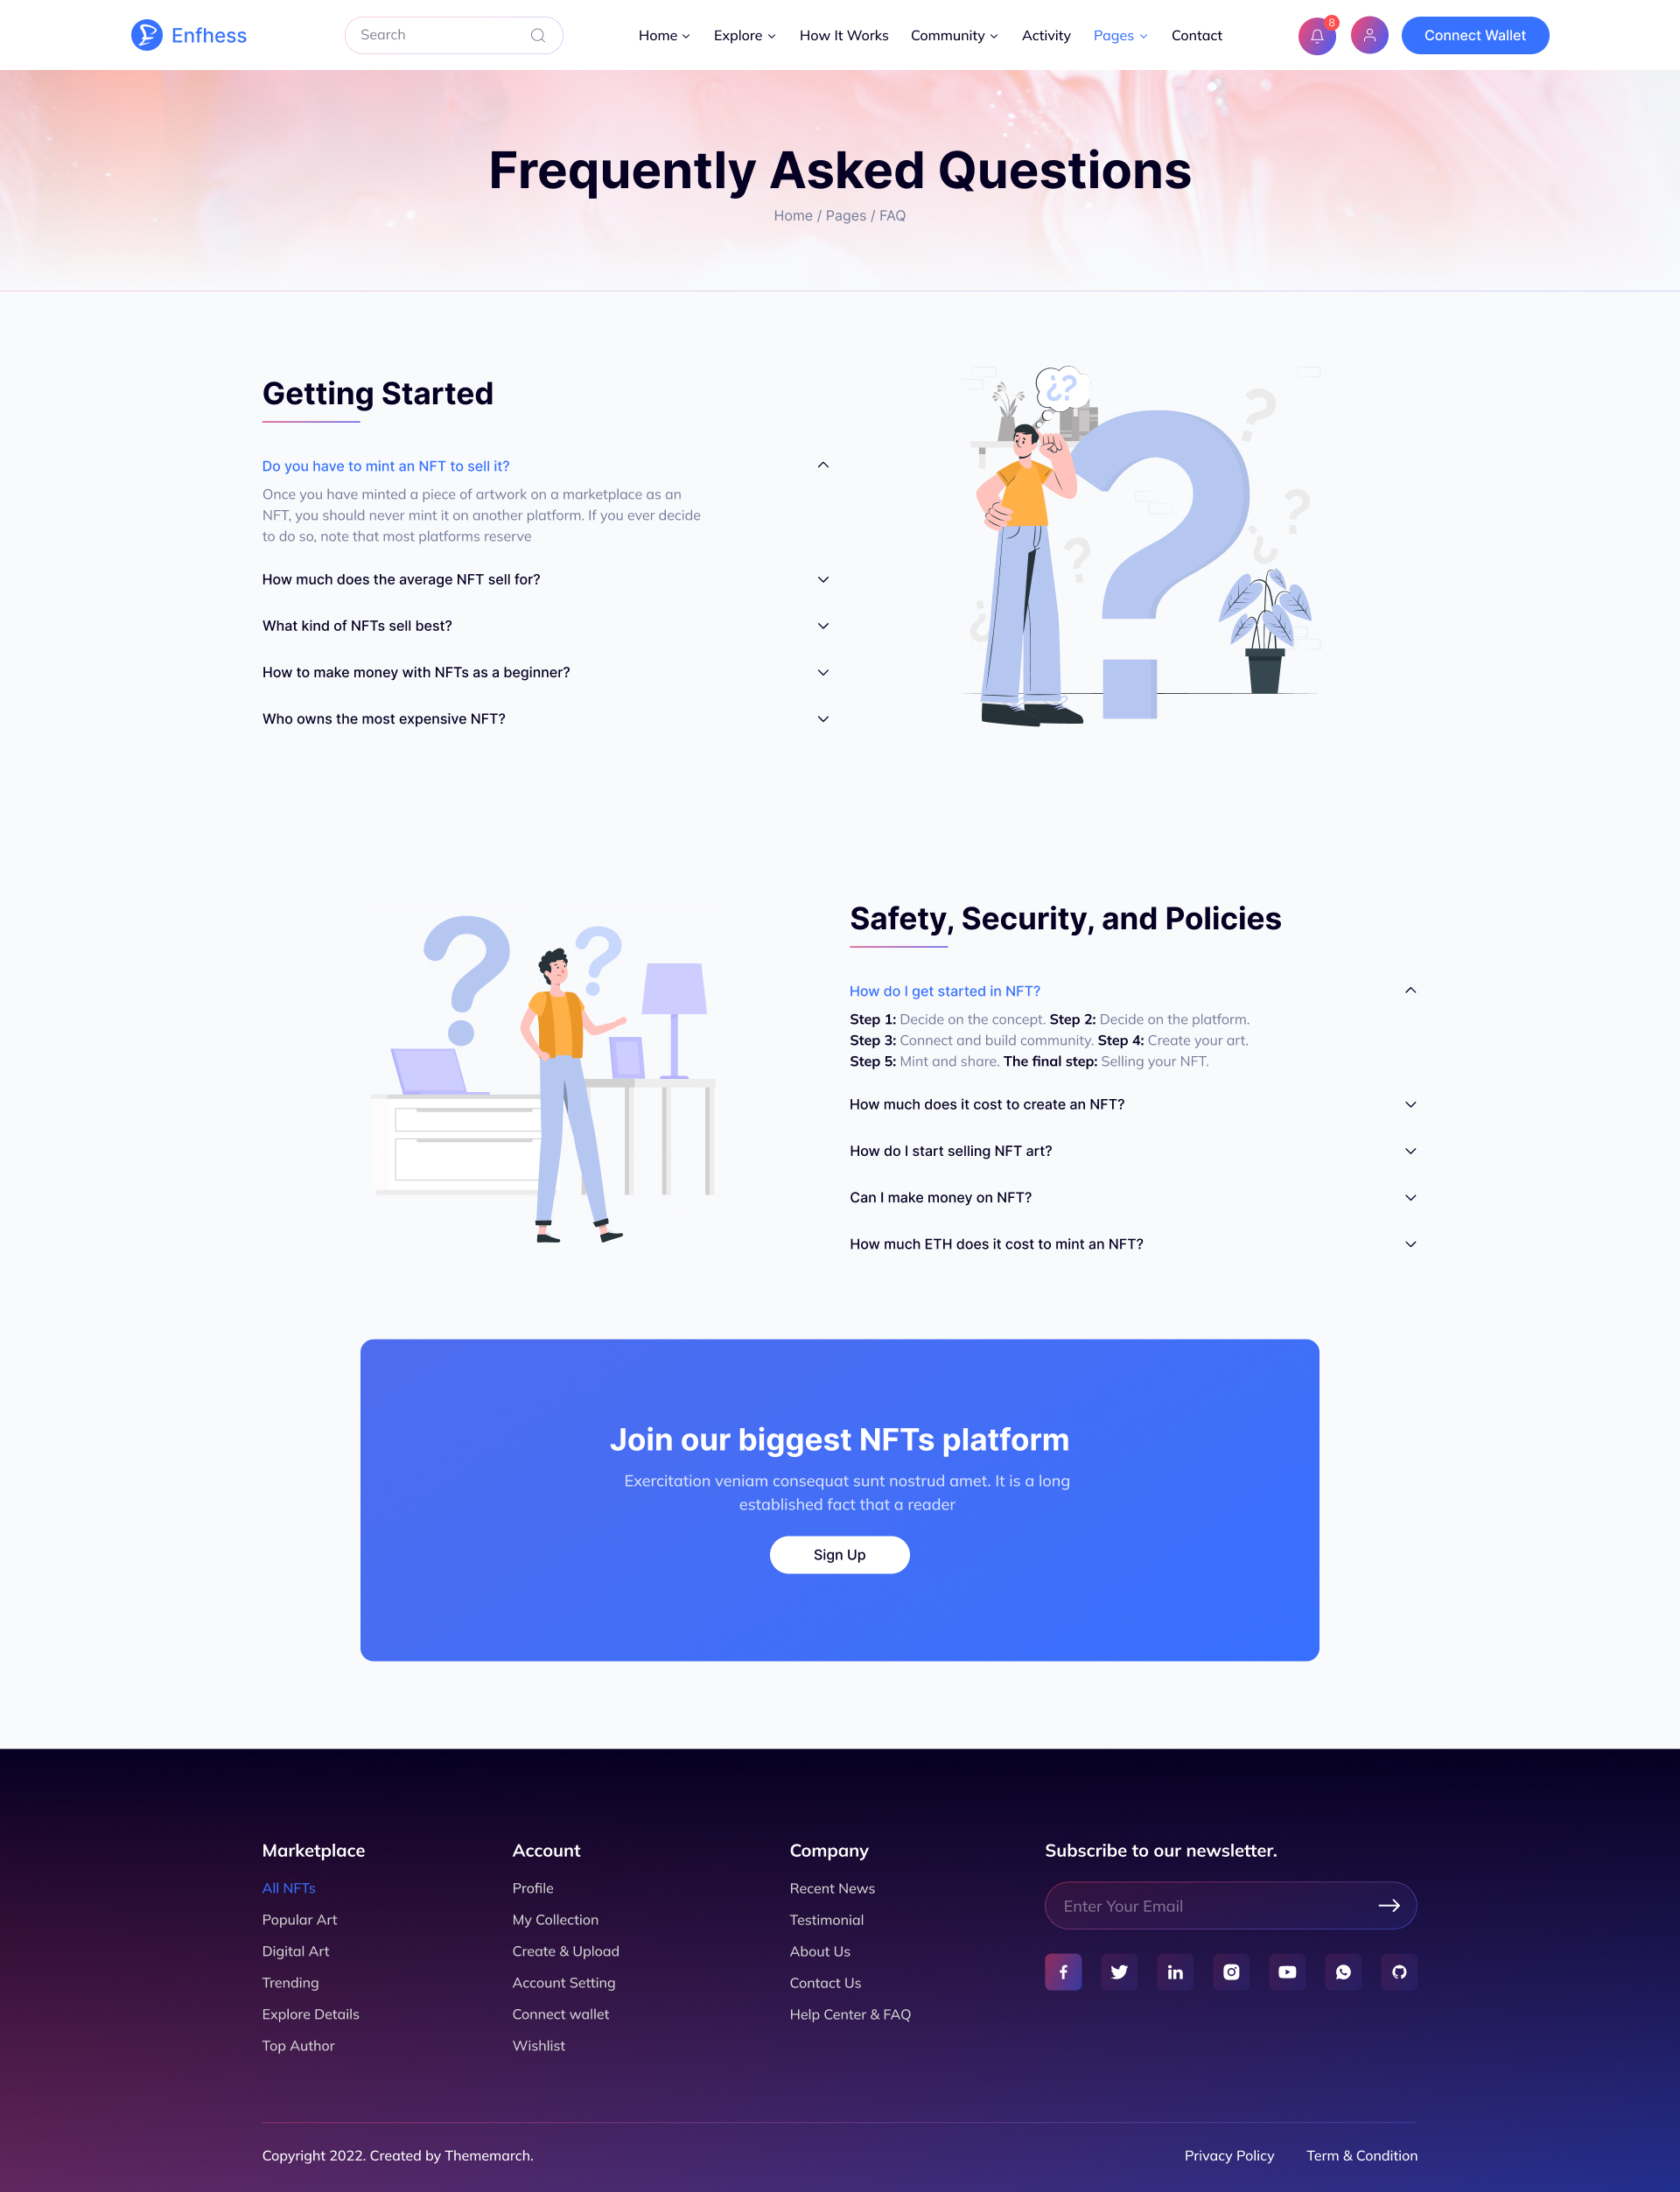 Enfhess
Search
Home
Explore
How It Works
Community
Activity
Pages
Contact
8
Connect Wallet
Frequently Asked Questions
Home / Pages / FAQ
Getting Started
Do you have to mint an NFT to sell it?
Once you have minted a piece of artwork on a marketplace as an
NFT, you should never mint it on another platform. If you ever decide
to do so, note that most platforms reserve
How much does the average NFT sell for?
What kind of NFTs sell best?
How to make money with NFTs as a beginner?
Who owns the most expensive NFT?
¿?
Safety, Security, and Policies
How do I get started in NFT?
Step 1: Decide on the concept. Step 2: Decide on the platform.
Step 3: Connect and build community. Step 4: Create your art.
Step 5: Mint and share. The final step: Selling your NFT.
How much does it cost to create an NFT?
How do I start selling NFT art?
Can I make money on NFT?
How much ETH does it cost to mint an NFT?
Join our biggest NFTs platform
Exercitation veniam consequat sunt nostrud amet. It is a long
established fact that a reader
Sign Up
Marketplace
All NFTs
Popular Art
Digital Art
Trending
Explore Details
Top Author
Account
Profile
My Collection
Create & Upload
Account Setting
Connect wallet
Wishlist
Company
Recent News
Testimonial
About Us
Contact Us
Help Center & FAQ
Subscribe to our newsletter.
Enter Your Email
Copyright 2022. Created by Thememarch.
Privacy Policy
Term & Condition